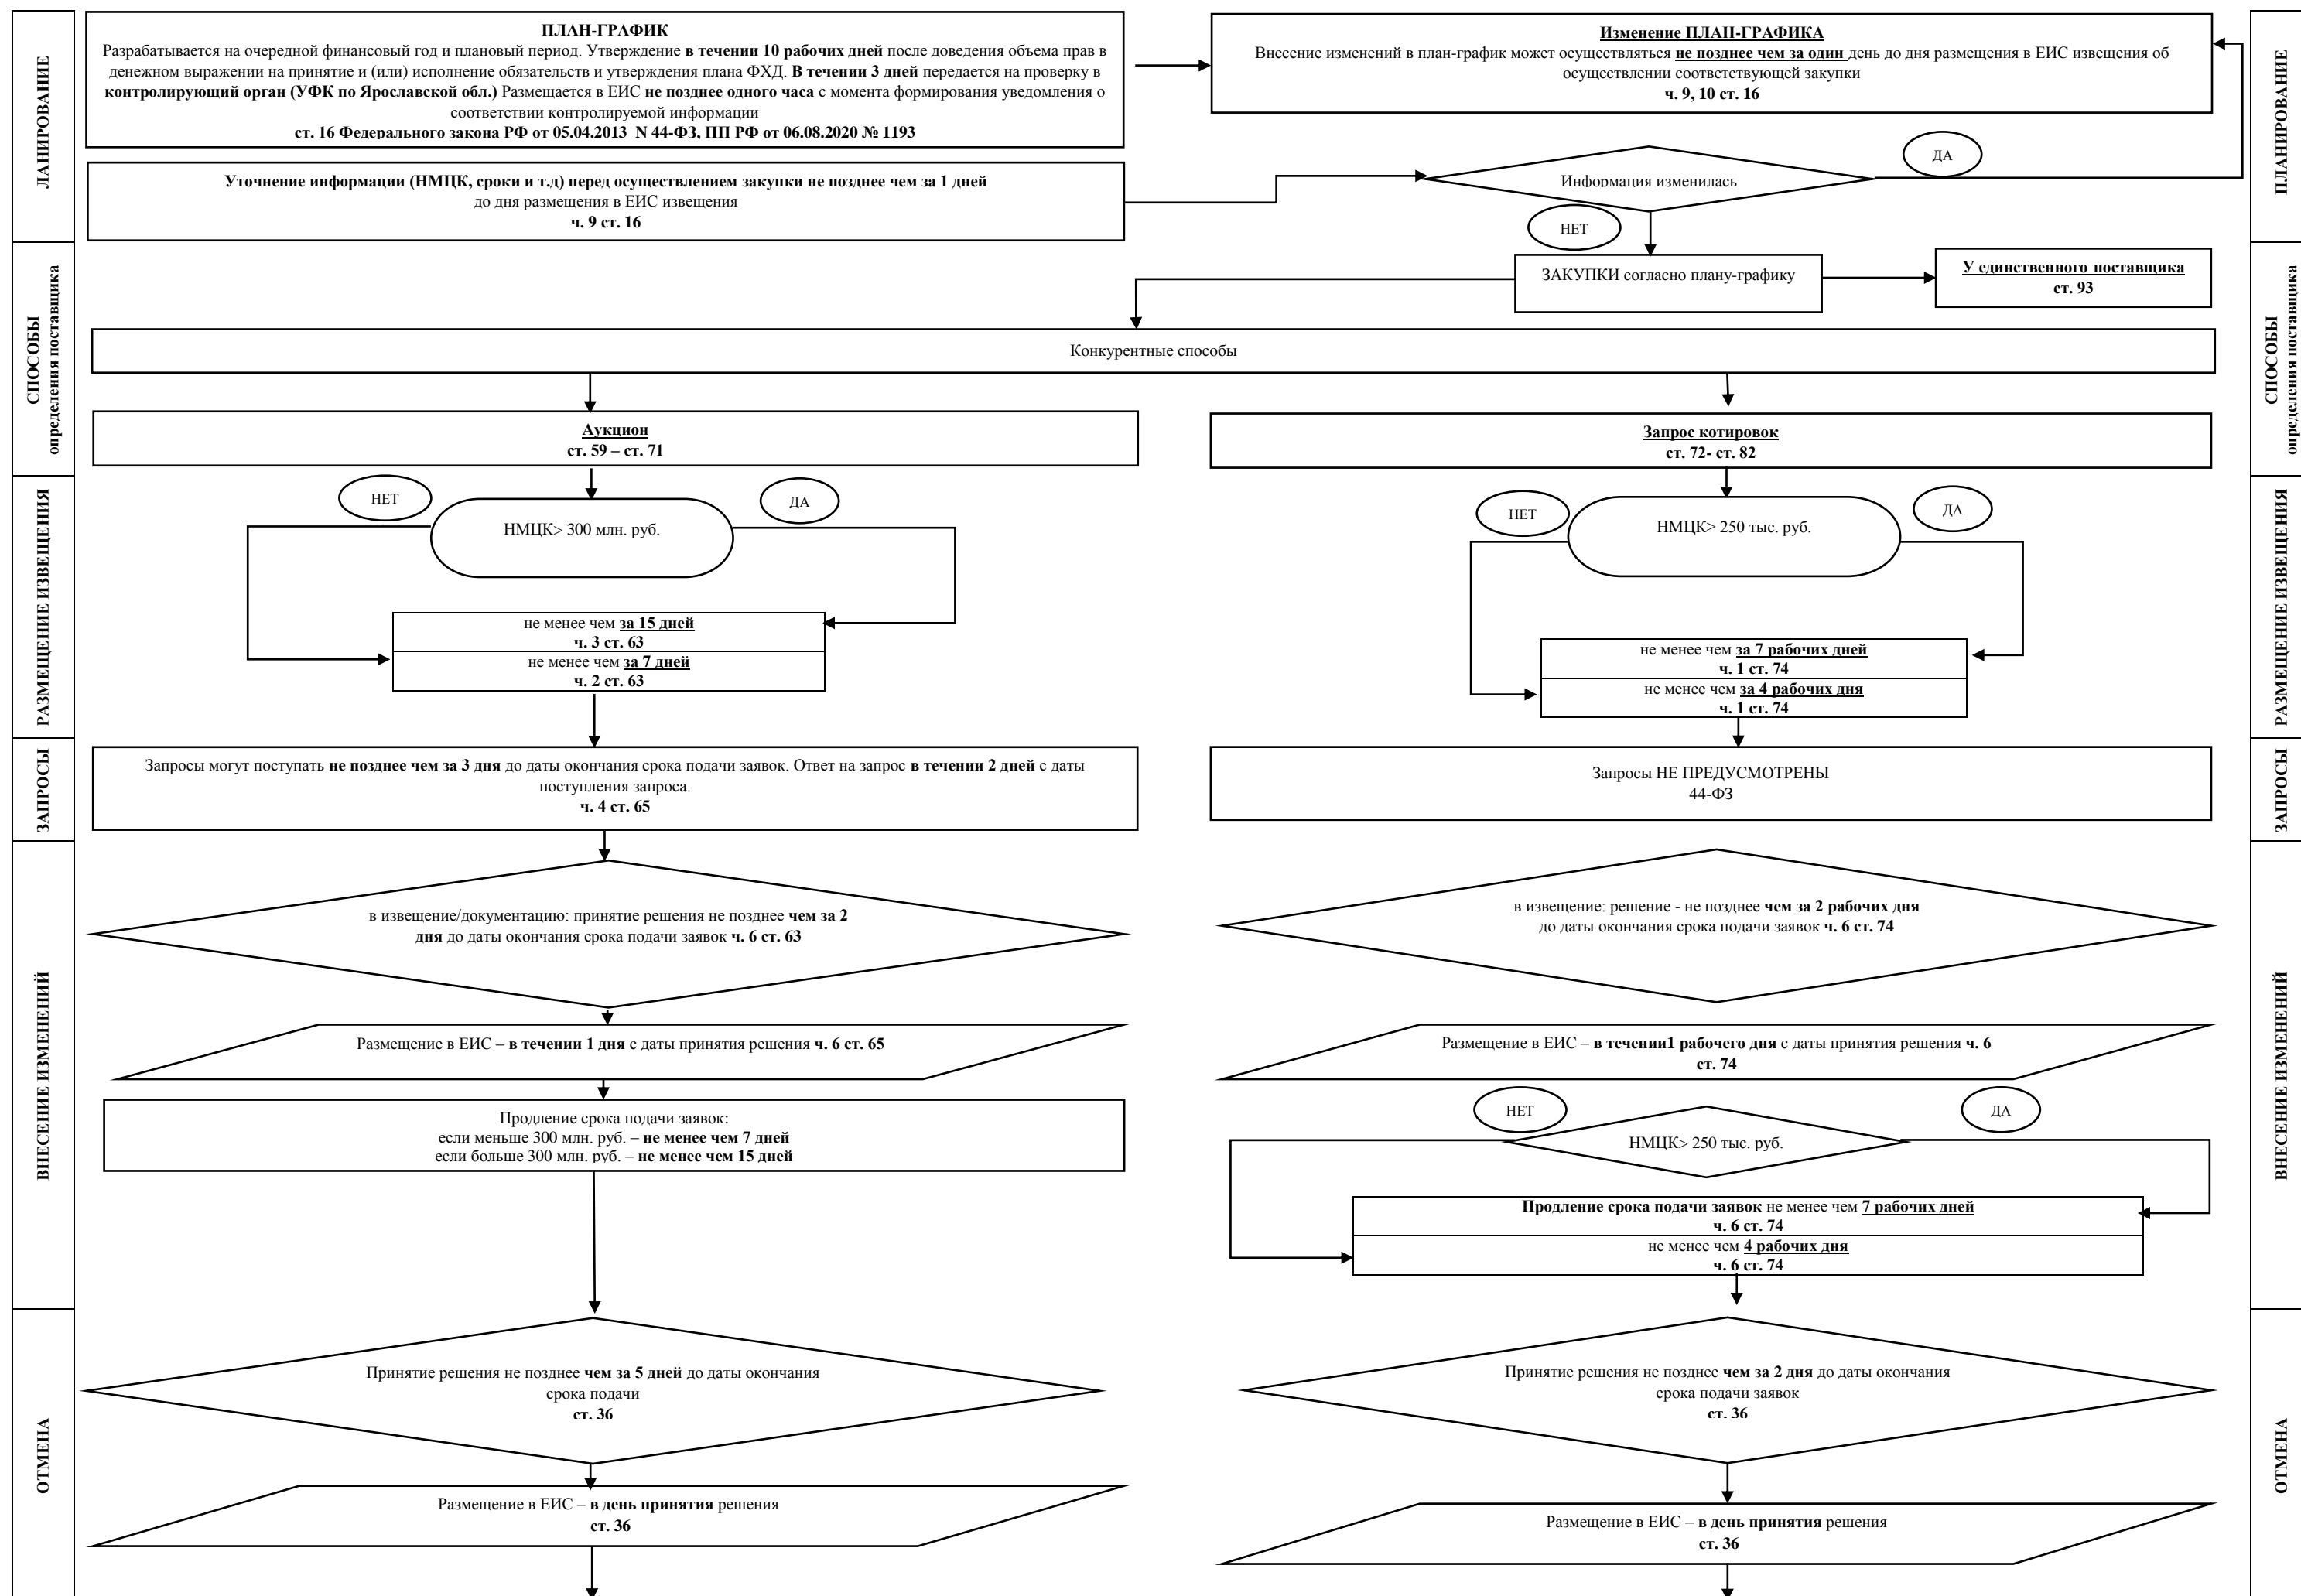 ЛАНИРОВАНИЕ
ПЛАН-ГРАФИК
Разрабатывается на очередной финансовый год и плановый период. Утверждение в течении 10 рабочих дней после доведения объема прав в
денежном выражении на принятие и (или) исполнение обязательств и утверждения плана ФХД. В течении 3 дней передается на проверку в
контролирующий орган (УФК по Ярославской обл.) Размещается в ЕИС не позднее одного часа с момента формирования уведомления о
соответствии контролируемой информации
ст. 16 Федерального закона РФ от 05.04.2013 N 44-ФЗ, ПП РФ от 06.08.2020 № 1193
Изменение ПЛАН-ГРАФИКА
Внесение изменений в план-график может осуществляться не позднее чем за один день до дня размещения в ЕИС извещения об
осуществлении соответствующей закупки
ч. 9, 10 ст. 16
ПЛАНИРОВАНИЕ
Уточнение информации (НМЦК, сроки и т.д) перед осуществлением закупки не позднее чем за 1 дней
до дня размещения в ЕИС извещения
ч. 9 ст. 16
Информация изменилась
ДА
НЕТ
СПОСОБЫ
определения поставщика
ЗАКУПКИ согласно плану-графику
У единственного поставщика
ст. 93
СПОСОБЫ
определения поставщика
Конкурентные способы
Аукцион
ст. 59 – ст. 71
Запрос котировок
ст. 72- ст. 82
РАЗМЕЩЕНИЕ ИЗВЕЩЕНИЯ
НЕТ
НМЦК> 300 млн. руб.
ДА
НЕТ
НМЦК> 250 тыс. руб.
ДА
РАЗМЕЩЕНИЕ ИЗВЕЩЕНИЯ
не менее чем за 15 дней
ч. 3 ст. 63
не менее чем за 7 дней
ч. 2 ст. 63
не менее чем за 7 рабочих дней
ч. 1 ст. 74
не менее чем за 4 рабочих дня
ч. 1 ст. 74
ЗАПРОСЫ
Запросы могут поступать не позднее чем за 3 дня до даты окончания срока подачи заявок. Ответ на запрос в течении 2 дней с даты
поступления запроса.
ч. 4 ст. 65
Запросы НЕ ПРЕДУСМОТРЕНЫ
44-ФЗ
ЗАПРОСЫ
ВНЕСЕНИЕ ИЗМЕНЕНИЙ
в извещение/документацию: принятие решения не позднее чем за 2
дня до даты окончания срока подачи заявок ч. 6 ст. 63
в извещение: решение - не позднее чем за 2 рабочих дня
до даты окончания срока подачи заявок ч. 6 ст. 74
ВНЕСЕНИЕ ИЗМЕНЕНИЙ
Размещение в ЕИС – в течении 1 дня с даты принятия решения ч. 6 ст. 65
Размещение в ЕИС – в течении1 рабочего дня с даты принятия решения ч. 6
ст. 74
Продление срока подачи заявок:
если меньше 300 млн. руб. – не менее чем 7 дней
если больше 300 млн. руб. – не менее чем 15 дней
НЕТ
НМЦК> 250 тыс. руб.
ДА
Продление срока подачи заявок не менее чем 7 рабочих дней
ч. 6 ст. 74
не менее чем 4 рабочих дня
ч. 6 ст. 74
ОТМЕНА
Принятие решения не позднее чем за 5 дней до даты окончания
срока подачи
ст. 36
Принятие решения не позднее чем за 2 дня до даты окончания
срока подачи заявок
ст. 36
ОТМЕНА
Размещение в ЕИС – в день принятия решения
ст. 36
Размещение в ЕИС – в день принятия решения
ст. 36